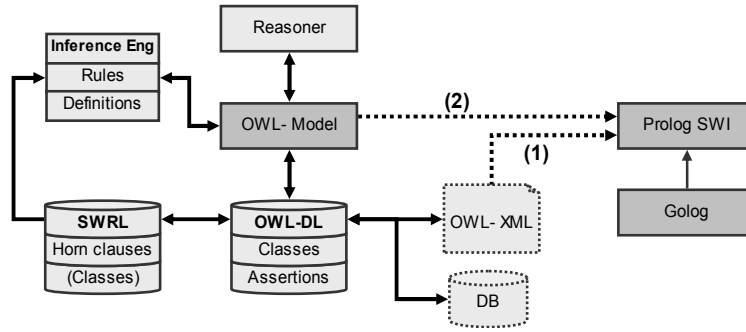 Reasoner
Inference Eng
Rules
Definitions
OWL- Model
(2)
(1)
Prolog SWI
Golog
SWRL
Horn clauses
(Classes)
OWL-DL
Classes
Assertions
OWL- XML
DB